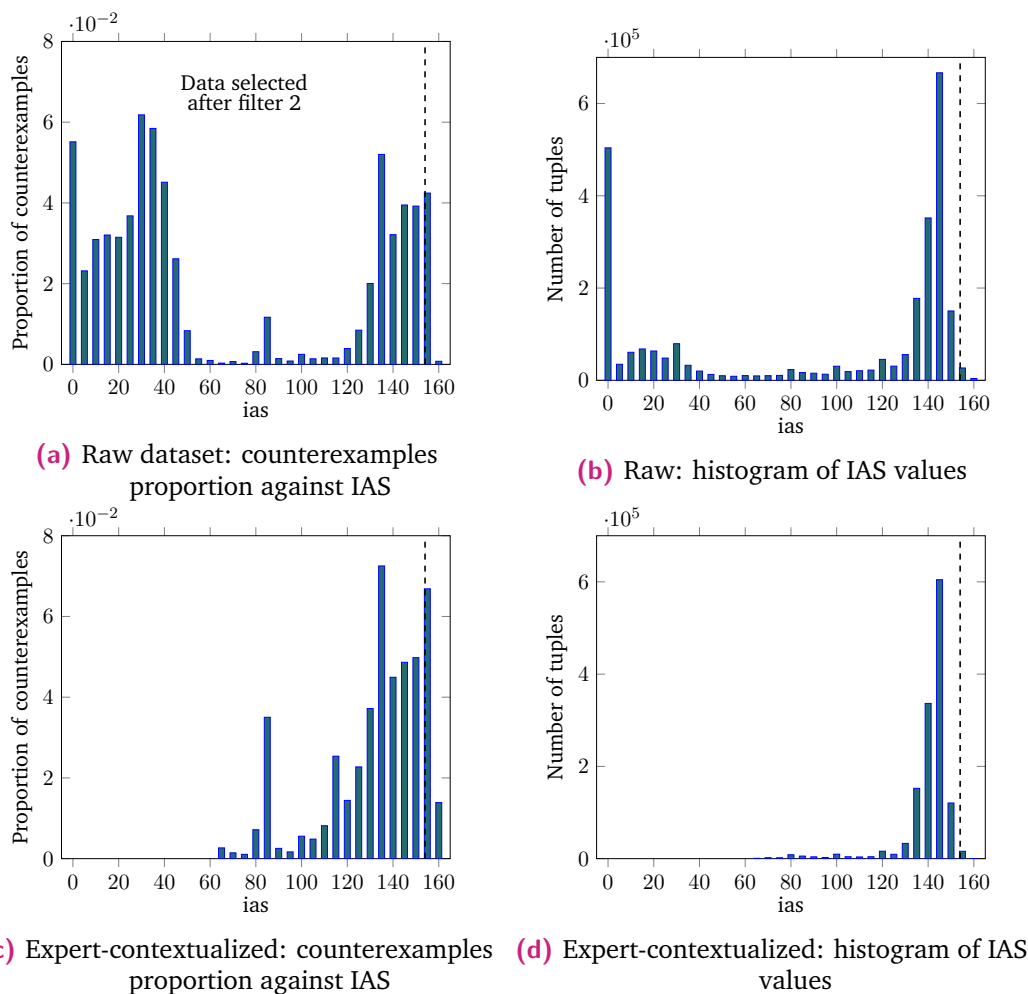 ·10⁻²
8
6
4
2
0
Proportion of counterexamples
Data selected
after filter 2
0 20 40 60 80 100 120 140 160
ias
(a) Raw dataset: counterexamples
proportion against IAS
·10⁵
6
4
2
0
Number of tuples
0 20 40 60 80 100 120 140 160
ias
(b) Raw: histogram of IAS values
·10⁻²
8
6
4
2
0
Proportion of counterexamples
0 20 40 60 80 100 120 140 160
ias
c) Expert-contextualized: counterexamples
proportion against IAS
·10⁵
6
4
2
0
Number of tuples
0 20 40 60 80 100 120 140 160
ias
(d) Expert-contextualized: histogram of IAS
values